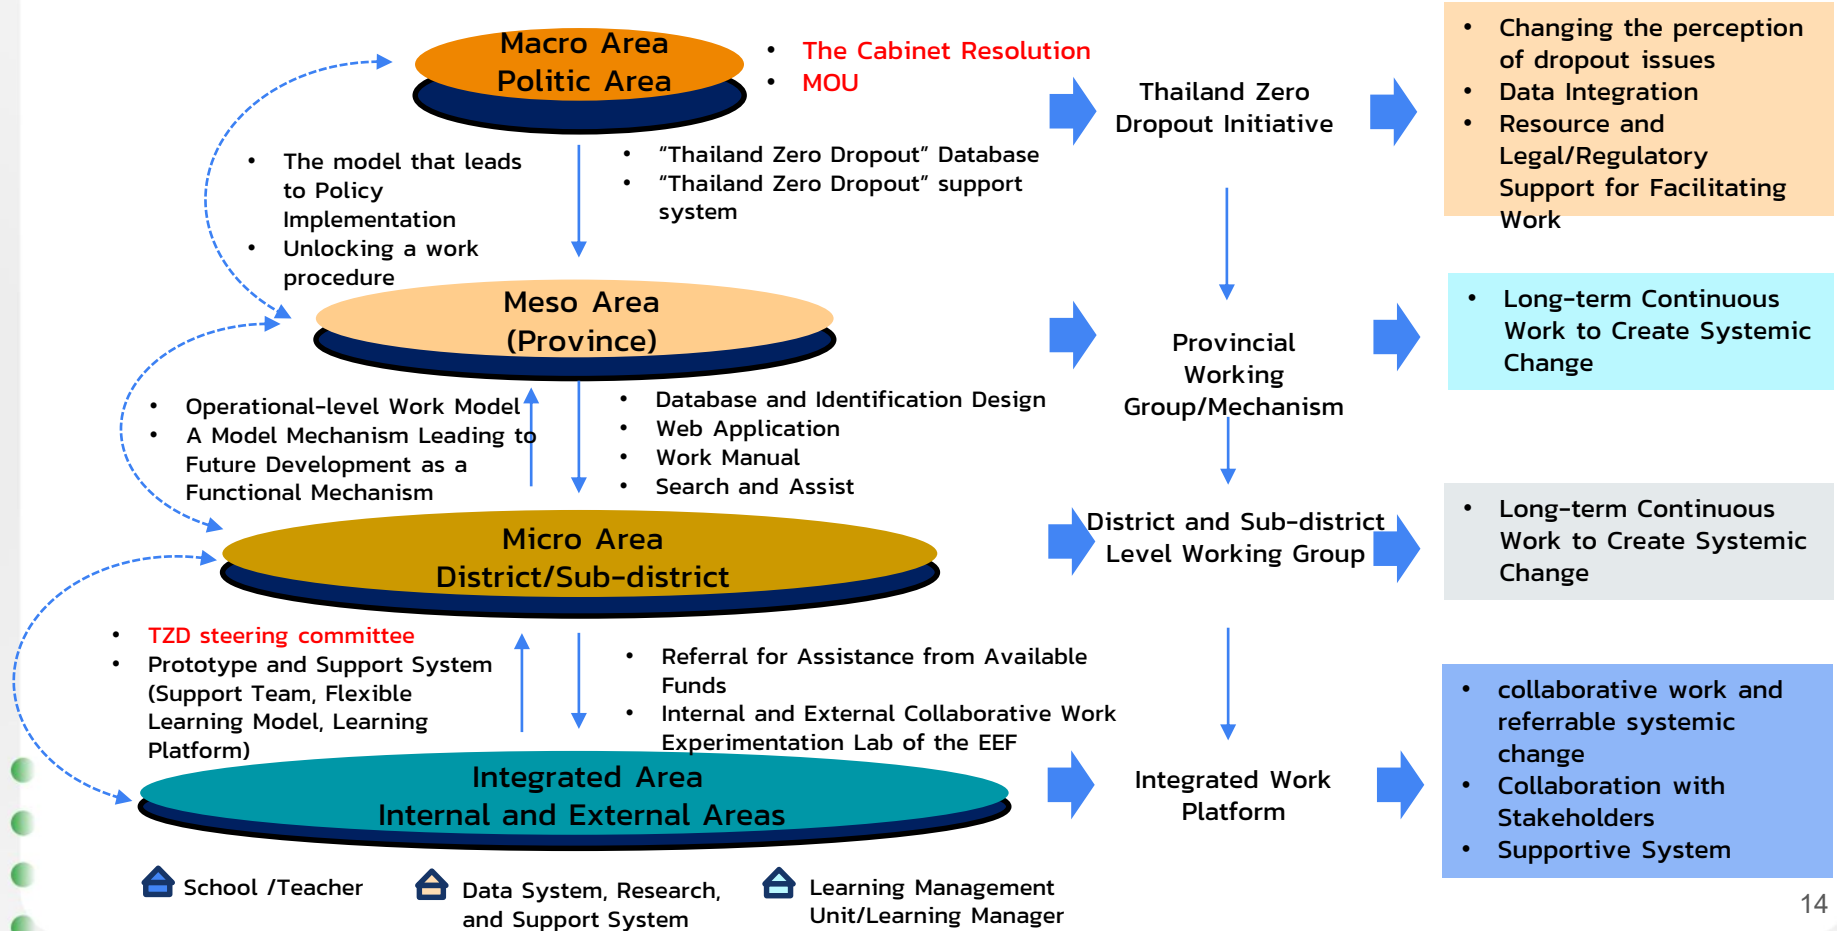 Macro Area
Politic Area
• The Cabinet Resolution
• MOU
Thailand Zero
Dropout Initiative
• Changing the perception
of dropout issues
• Data Integration
• Resource and
Legal/Regulatory
Support for Facilitating
Work
• The model that leads
to Policy
Implementation
• Unlocking a work
procedure
• “Thailand Zero Dropout” Database
• “Thailand Zero Dropout” support
system
Meso Area
(Province)
Provincial
Working
Group/Mechanism
• Long-term Continuous
Work to Create Systemic
Change
• Operational-level Work Model
• A Model Mechanism Leading to
Future Development as a
Functional Mechanism
• Database and Identification Design
• Web Application
• Work Manual
• Search and Assist
Micro Area
District/Sub-district
District and Sub-district
Level Working Group
• Long-term Continuous
Work to Create Systemic
Change
• TZD steering committee
• Prototype and Support System
(Support Team, Flexible
Learning Model, Learning
Platform)
• Referral for Assistance from Available
Funds
• Internal and External Collaborative Work
Experimentation Lab of the EEF
Integrated Area
Internal and External Areas
Integrated Work
Platform
• collaborative work and
referrable systemic
change
• Collaboration with
Stakeholders
• Supportive System
School /Teacher
Data System, Research,
and Support System
Learning Management
Unit/Learning Manager
14